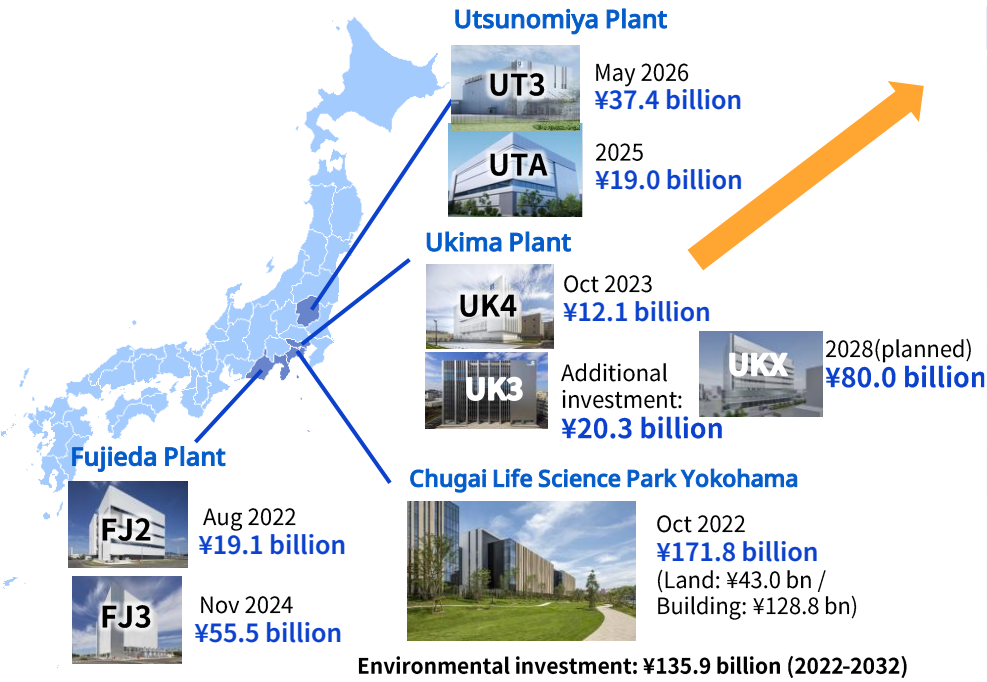 Utsunomiya Plant
UT3
May 2026
¥37.4 billion
UTA
2025
¥19.0 billion
Ukima Plant
UK4
Oct 2023
¥12.1 billion
UK3
Additional
investment:
¥20.3 billion
UKX
2028(planned)
¥80.0 billion
Fujieda Plant
FJ2
Aug 2022
¥19.1 billion
FJ3
Nov 2024
¥55.5 billion
Chugai Life Science Park Yokohama
Oct 2022
¥171.8 billion
(Land: ¥43.0 bn /
Building: ¥128.8 bn)
Environmental investment: ¥135.9 billion (2022-2032)